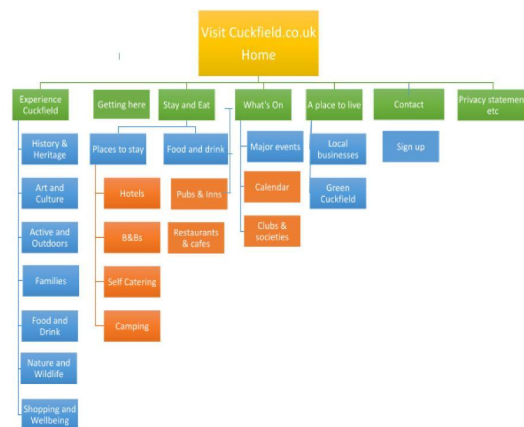 Visit Cuckfield.co.uk
Home
Experience
Cuckfield
Getting here
Stay and Eat
What's On
A place to live
Contact
Privacy statement
etc
History &
Heritage
Places to stay
Food and drink
Major events
Local
businesses
Sign up
Art and
Culture
Hotels
Pubs & Inns
Calendar
Green
Cuckfield
Active and
Outdoors
B&Bs
Restaurants
& cafes
Clubs &
societies
Families
Self Catering
Food and
Drink
Camping
Nature and
Wildlife
Shopping and
Wellbeing